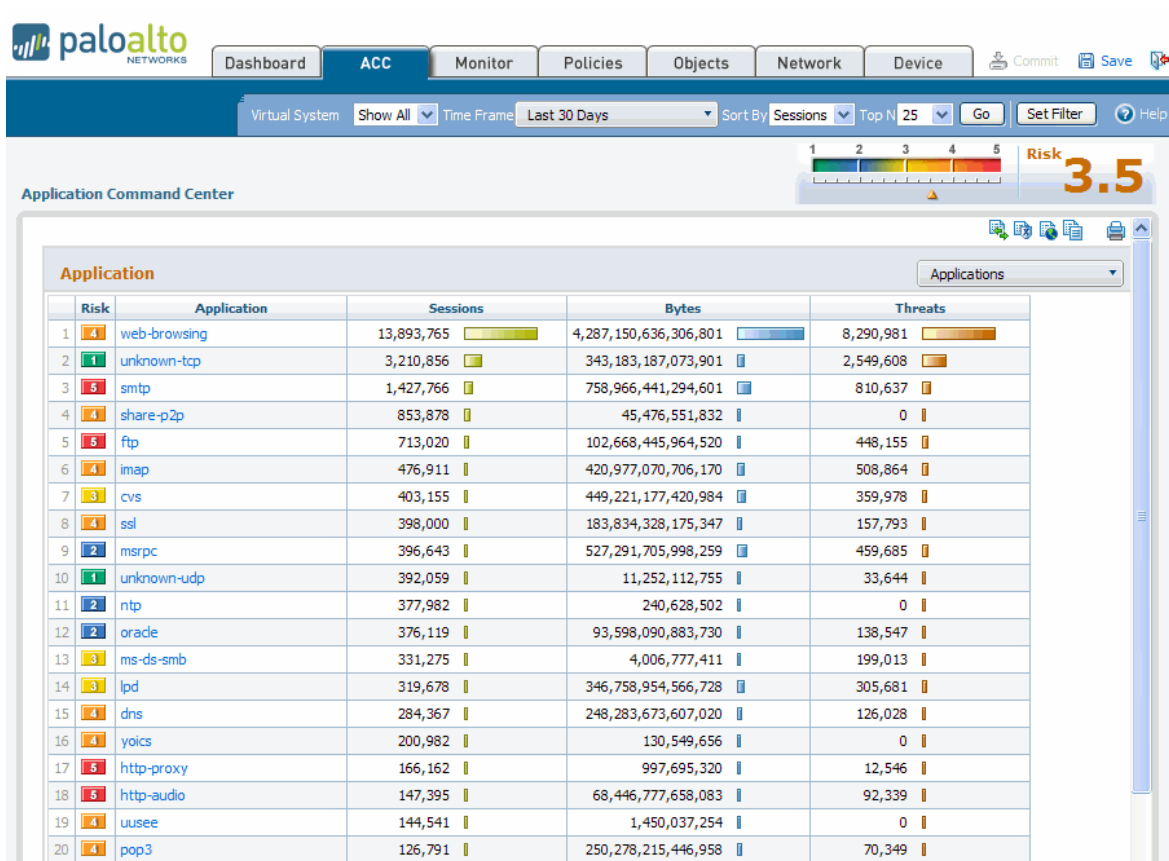 paloalto
NETWORKS
Dashboard ACC Monitor Policies Objects Network Device Commit Save
Virtual System Show All Time Frame Last 30 Days Sort By Sessions Top N 25 Go Set Filter Help
1 2 3 4 5 Risk 3.5
Application Command Center
Application Applications
Risk Application Sessions Bytes Threats
1 4 web-browsing 13,893,765 4,287,150,636,306,801 8,290,981
2 1 unknown-tcp 3,210,856 343,183,187,073,901 2,549,608
3 5 smtp 1,427,766 758,966,441,294,601 810,637
4 4 share-p2p 853,878 45,476,551,832 0
5 5 ftp 713,020 102,668,445,964,520 448,155
6 4 imap 476,911 420,977,070,706,170 508,864
7 3 cvs 403,155 449,221,177,420,984 359,978
8 4 ssl 398,000 183,834,328,175,347 157,793
9 2 msrpc 396,643 527,291,705,998,259 459,685
10 1 unknown-udp 392,059 11,252,112,755 33,644
11 2 ntp 377,982 240,628,502 0
12 2 oracle 376,119 93,598,090,883,730 138,547
13 3 ms-ds-smb 331,275 4,006,777,411 199,013
14 3 lpd 319,678 346,758,954,566,728 305,681
15 4 dns 284,367 248,283,673,607,020 126,028
16 4 yoics 200,982 130,549,656 0
17 5 http-proxy 166,162 997,695,320 12,546
18 5 http-audio 147,395 68,446,777,658,083 92,339
19 4 uusee 144,541 1,450,037,254 0
20 4 pop3 126,791 250,278,215,446,958 70,349